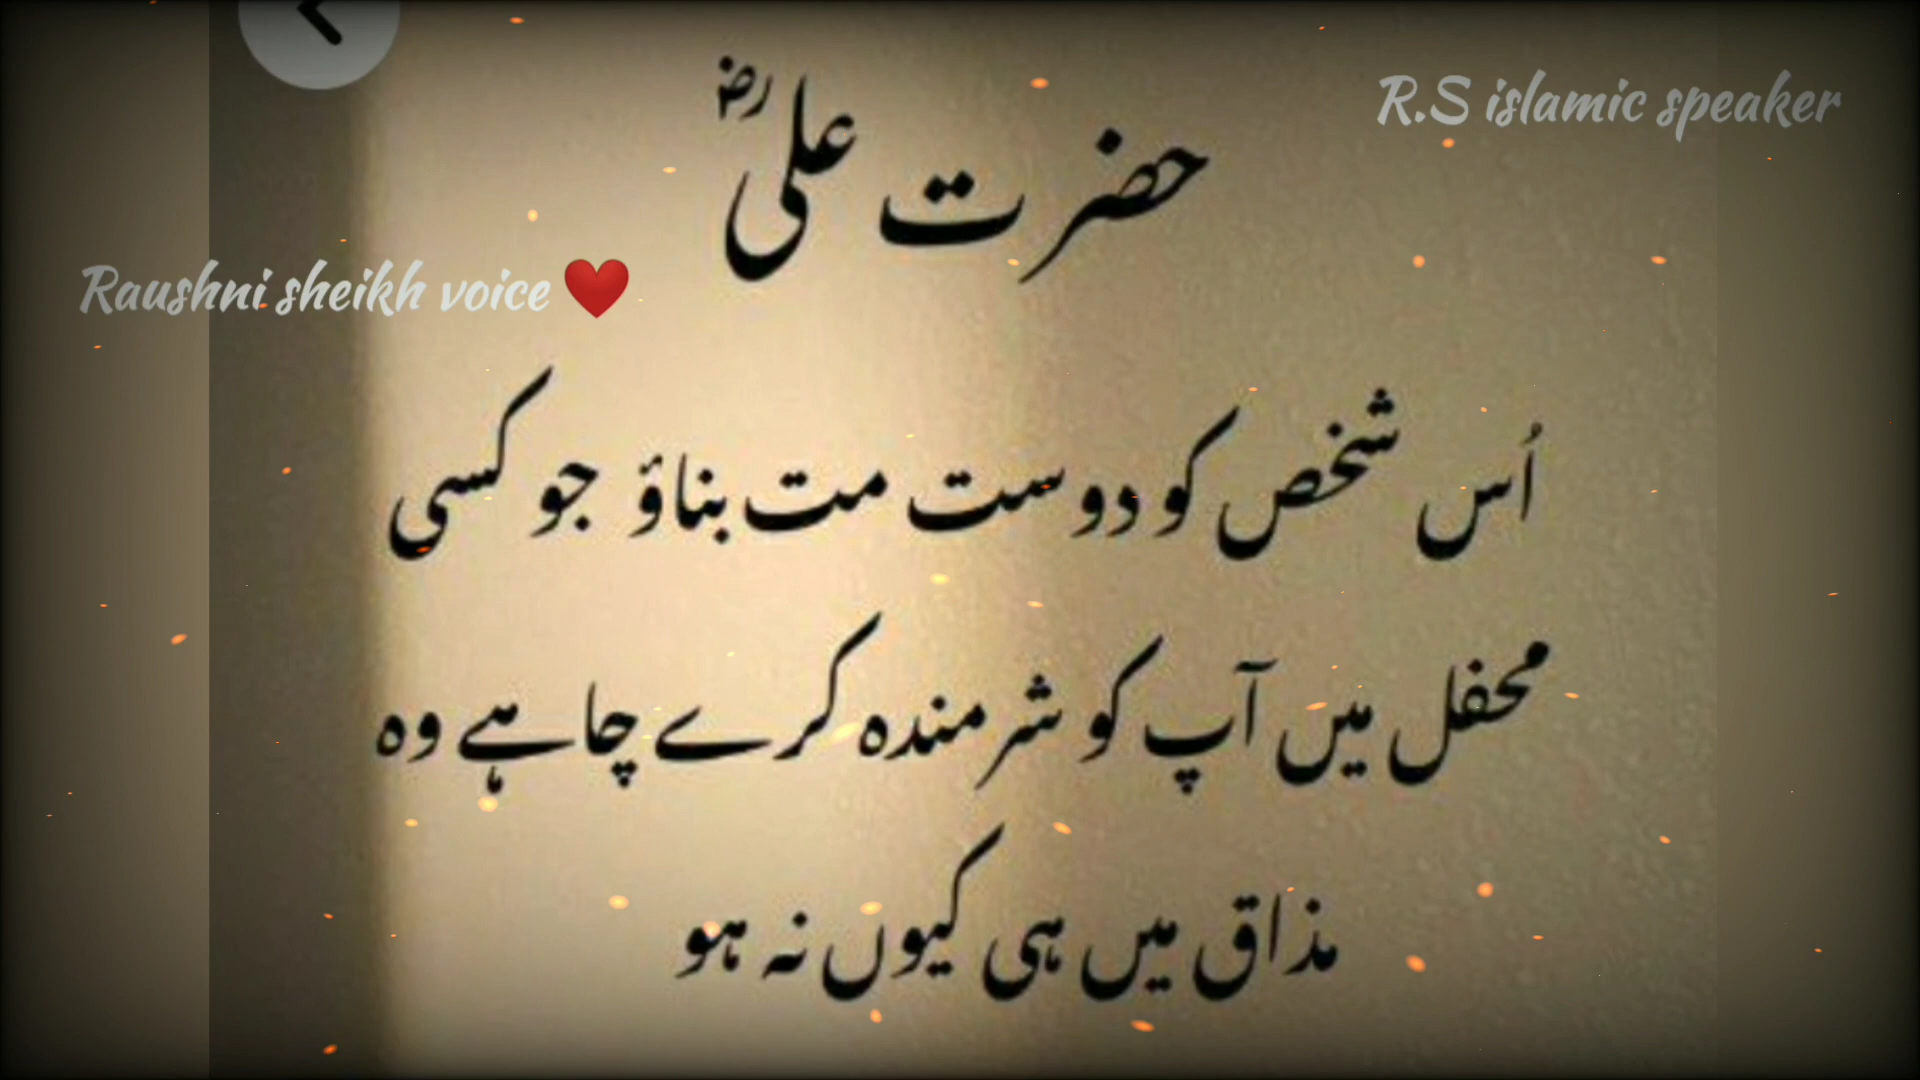 حضرت علیؓ
R.S islamic speaker
Raushni sheikh voice ❤️
اُس شخص کو دوست مت بناؤ جو کسی
محفل میں آپ کو شرمندہ کرے چاہے وہ
مذاق میں ہی کیوں نہ ہو